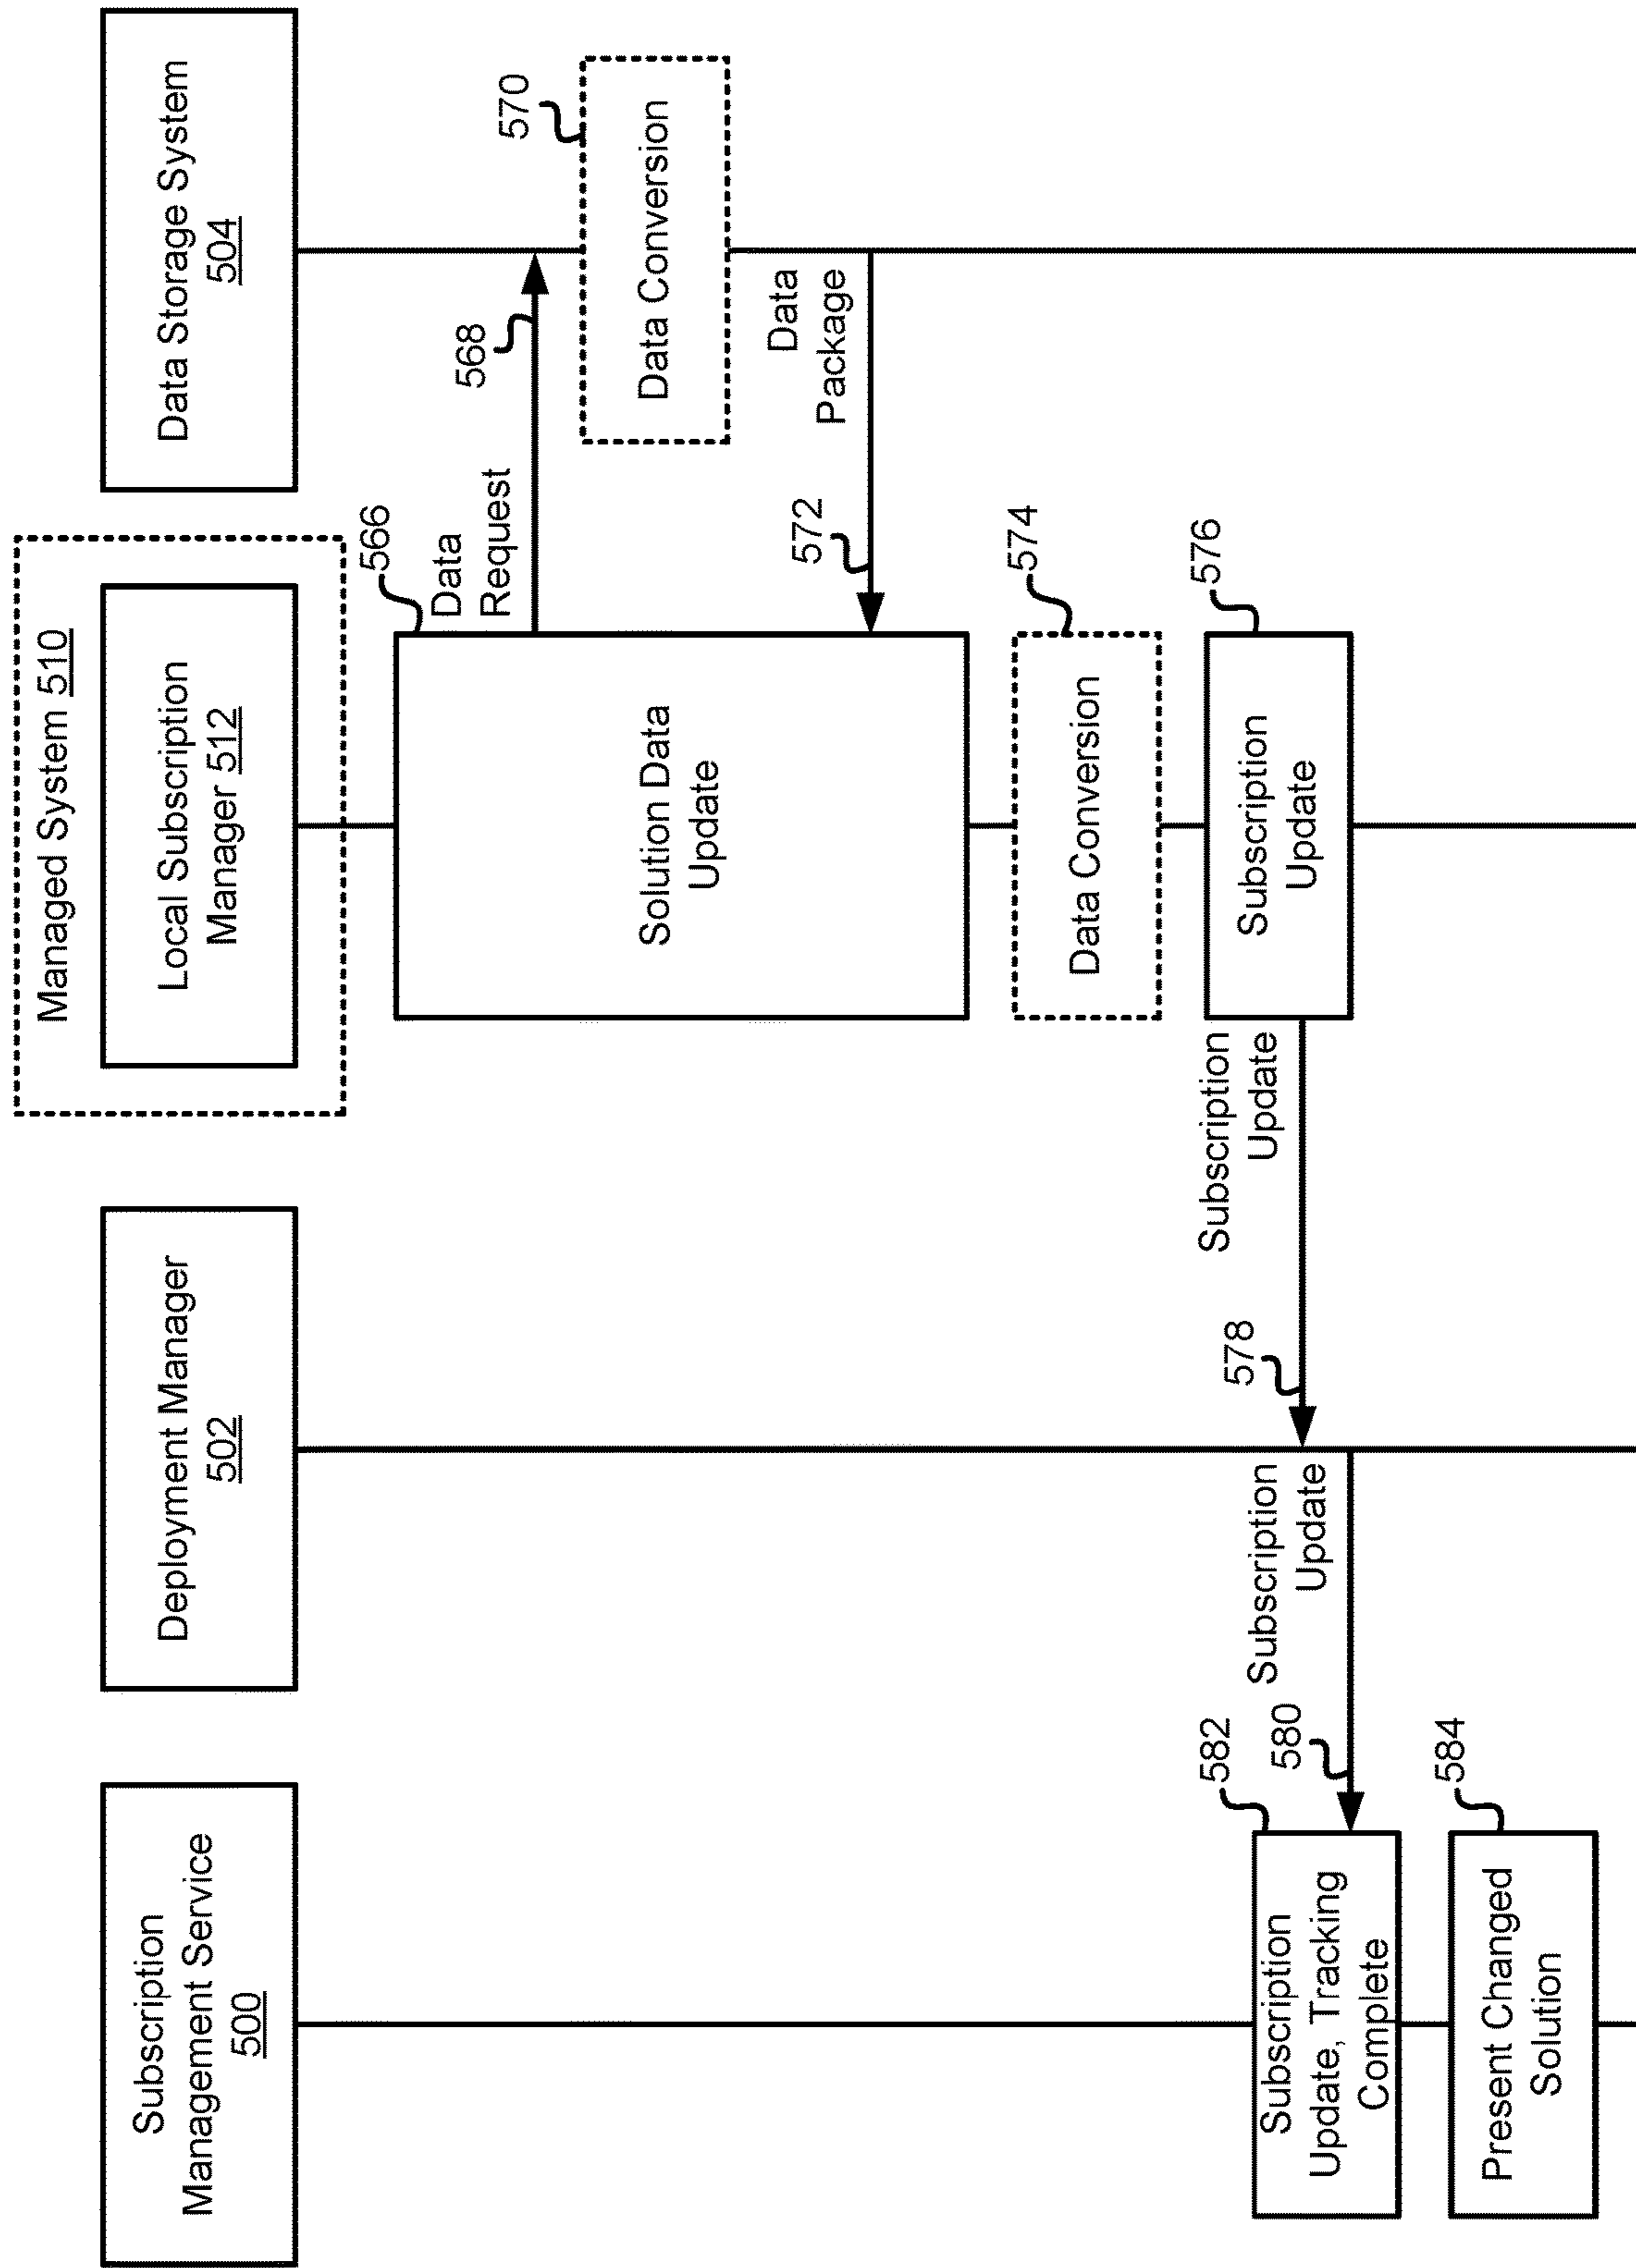 Subscription
Management Service
500
Deployment Manager
502
Managed System 510
Local Subscription
Manager 512
Data Storage System
504
566
Data
Request
568
Solution Data
Update
570
Data Conversion
Data
Package
572
574
Data Conversion
576
Subscription
Update
Subscription
Update
578
Subscription
Update
580
582
Subscription
Update, Tracking
Complete
584
Present Changed
Solution